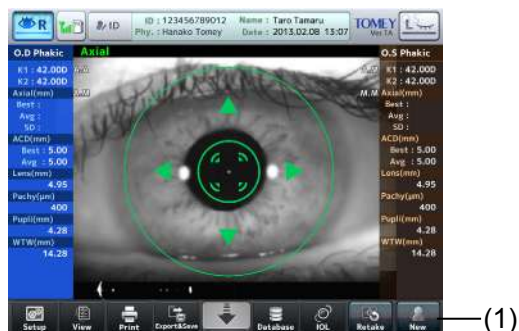 R
P/ID
ID : 123456789012 Name : Taro Tamaru
Phy. : Hanako Tomey Date : 2013.02.08 13:07
TOMEY
L
O.D Phakic
Axial
O.S Phakic
K1 : 42.00D
K2 : 42.00D
Axial(mm)
Best :
Avg :
SD :
ACD(mm)
Best : 5.00
Avg : 5.00
Lens(mm)
4.95
Pachy(µm)
400
Pupil(mm)
4.28
WTW(mm)
14.28
M.M
K1 : 42.00D
K2 : 42.00D
Axial(mm)
Best :
Avg :
SD :
ACD(mm)
Best : 5.00
Avg : 5.00
Lens(mm)
4.95
Pachy(µm)
400
Pupil(mm)
4.28
WTW(mm)
14.28
Setup
View
Print
Export&Save
Database
IOL
Retake
New
(1)